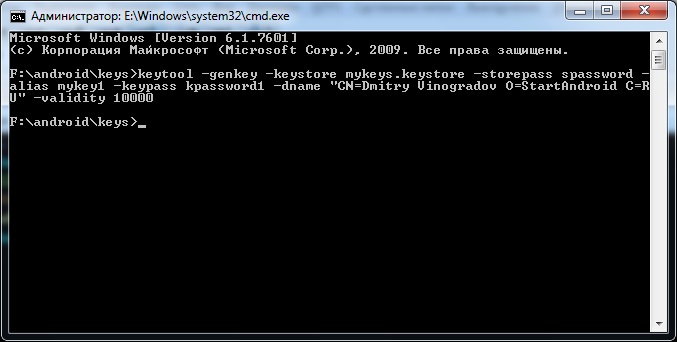 Администратор: E:\Windows\system32\cmd.exe
Microsoft Windows [Version 6.1.7601]
(c) Корпорация Майкрософт (Microsoft Corp.), 2009. Все права защищены.
F:\android\keys>keytool -genkey -keystore mykeys.keystore -storepass spassword -
alias mykey1 -keypass kpassword1 -dname "CN=Dmitry Vinogradov O=StartAndroid C=R
U" -validity 10000
F:\android\keys>_